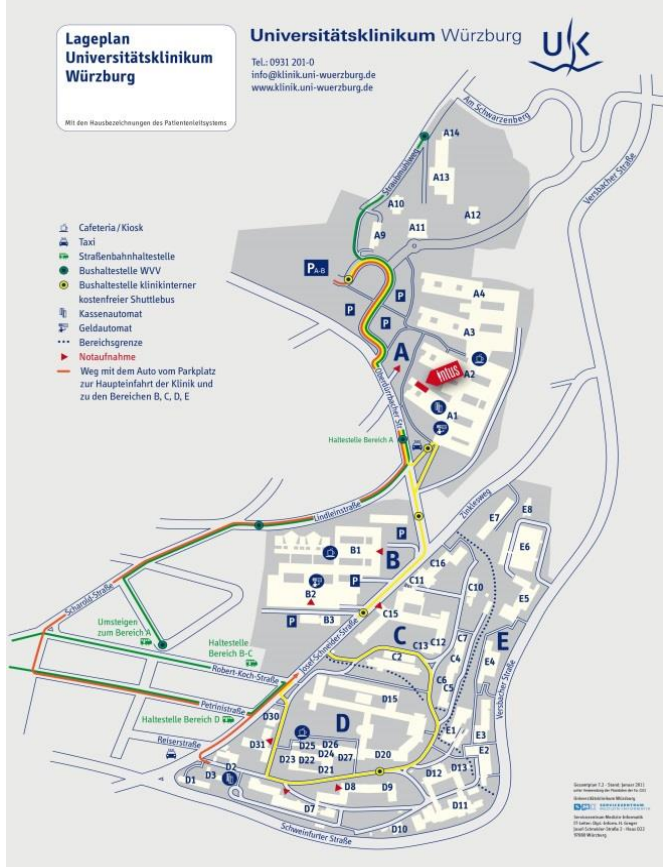 Lageplan
Universitätsklinikum
Würzburg
Mit den Hausbezeichnungen des Patientenleitsystems
Universitätsklinikum Würzburg
UK
Tel.: 0931 201-0
info@klinik.uni-wuerzburg.de
www.klinik.uni-wuerzburg.de
Cafeteria/Kiosk
Taxi
Straßenbahnhaltestelle
Bushaltestelle WVV
Bushaltestelle klinikinterner
kostenfreier Shuttlebus
Kassenautomat
Geldautomat
Bereichsgrenze
Notaufnahme
Weg mit dem Auto vom Parkplatz
zur Haupteinfahrt der Klinik und
zu den Bereichen B, C, D, E
Am Schwarzenberg
Versbacher Straße
Straubmühlweg
A14
A13
A10
A12
A11
A9
P A-B
P
P
P
P
A4
A3
A
A2
intus
A1
Oberdürrbacher Str.
Haltestelle Bereich A
Lindleinstraße
Zinklesweg
E8
E7
E6
P
B1
B
C16
B2
P
C11
C10
E5
Scharold-Straße
B3
C15
P
Umsteigen
zum Bereich A
Haltestelle
Bereich B-C
Josef-Schneider-Straße
C
C13
C12
C7
E
C2
C4
E4
Robert-Koch-Straße
C6
C5
Versbacher Straße
Petrinistraße
D15
Haltestelle Bereich D
D30
D
E1
E3
Reiserstraße
D31
D25
D26
D24
D20
E2
D23
D22
D27
D21
D1
D3
D2
D8
D9
D12
D13
D7
D11
D10
Schweinfurter Straße